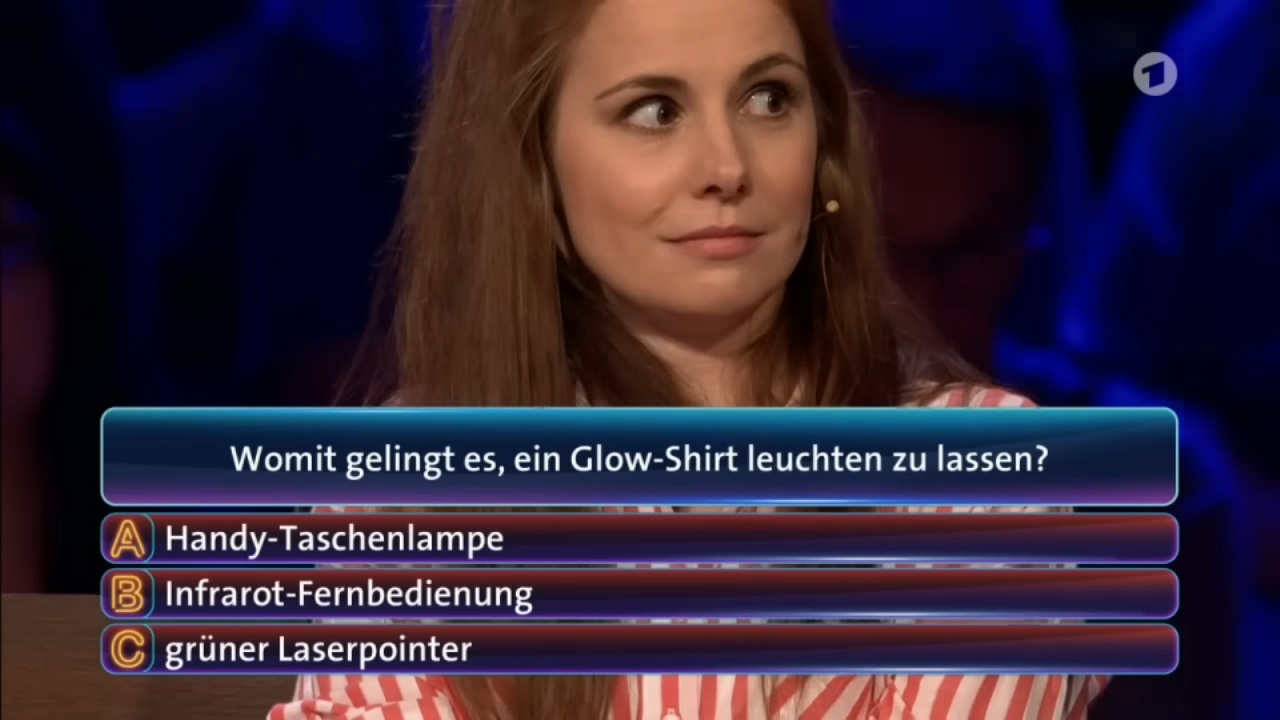 1
Womit gelingt es, ein Glow-Shirt leuchten zu lassen?
A Handy-Taschenlampe
B Infrarot-Fernbedienung
C grüner Laserpointer